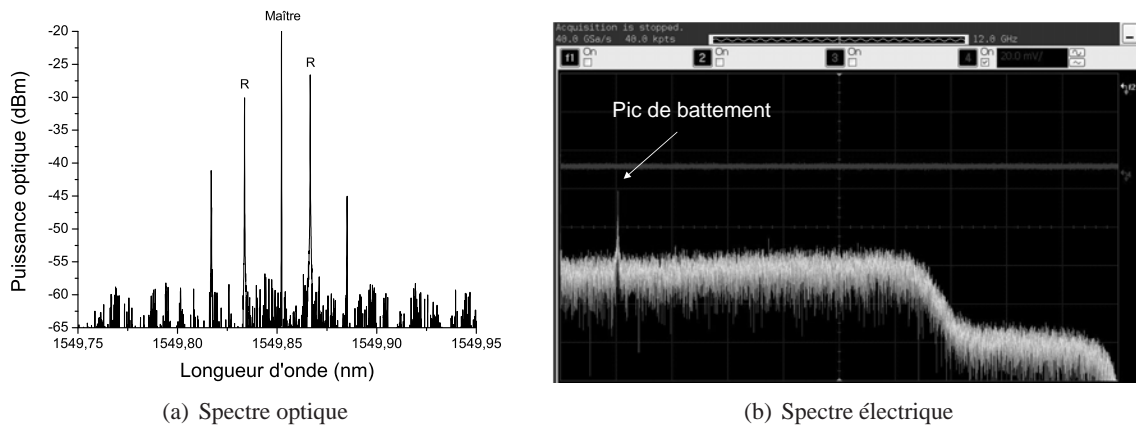 Maître
R
R
Puissance optique (dBm)
-20
-25
-30
-35
-40
-45
-50
-55
-60
-65
1549,75
1549,80
1549,85
1549,90
1549,95
Longueur d'onde (nm)
(a) Spectre optique
Acquisition is stopped.
40.0 GSa/s 40.0 kpts
12.0 GHz
f1 On
2 On
3 On
4 On
20.0 mV/
Pic de battement
(b) Spectre électrique